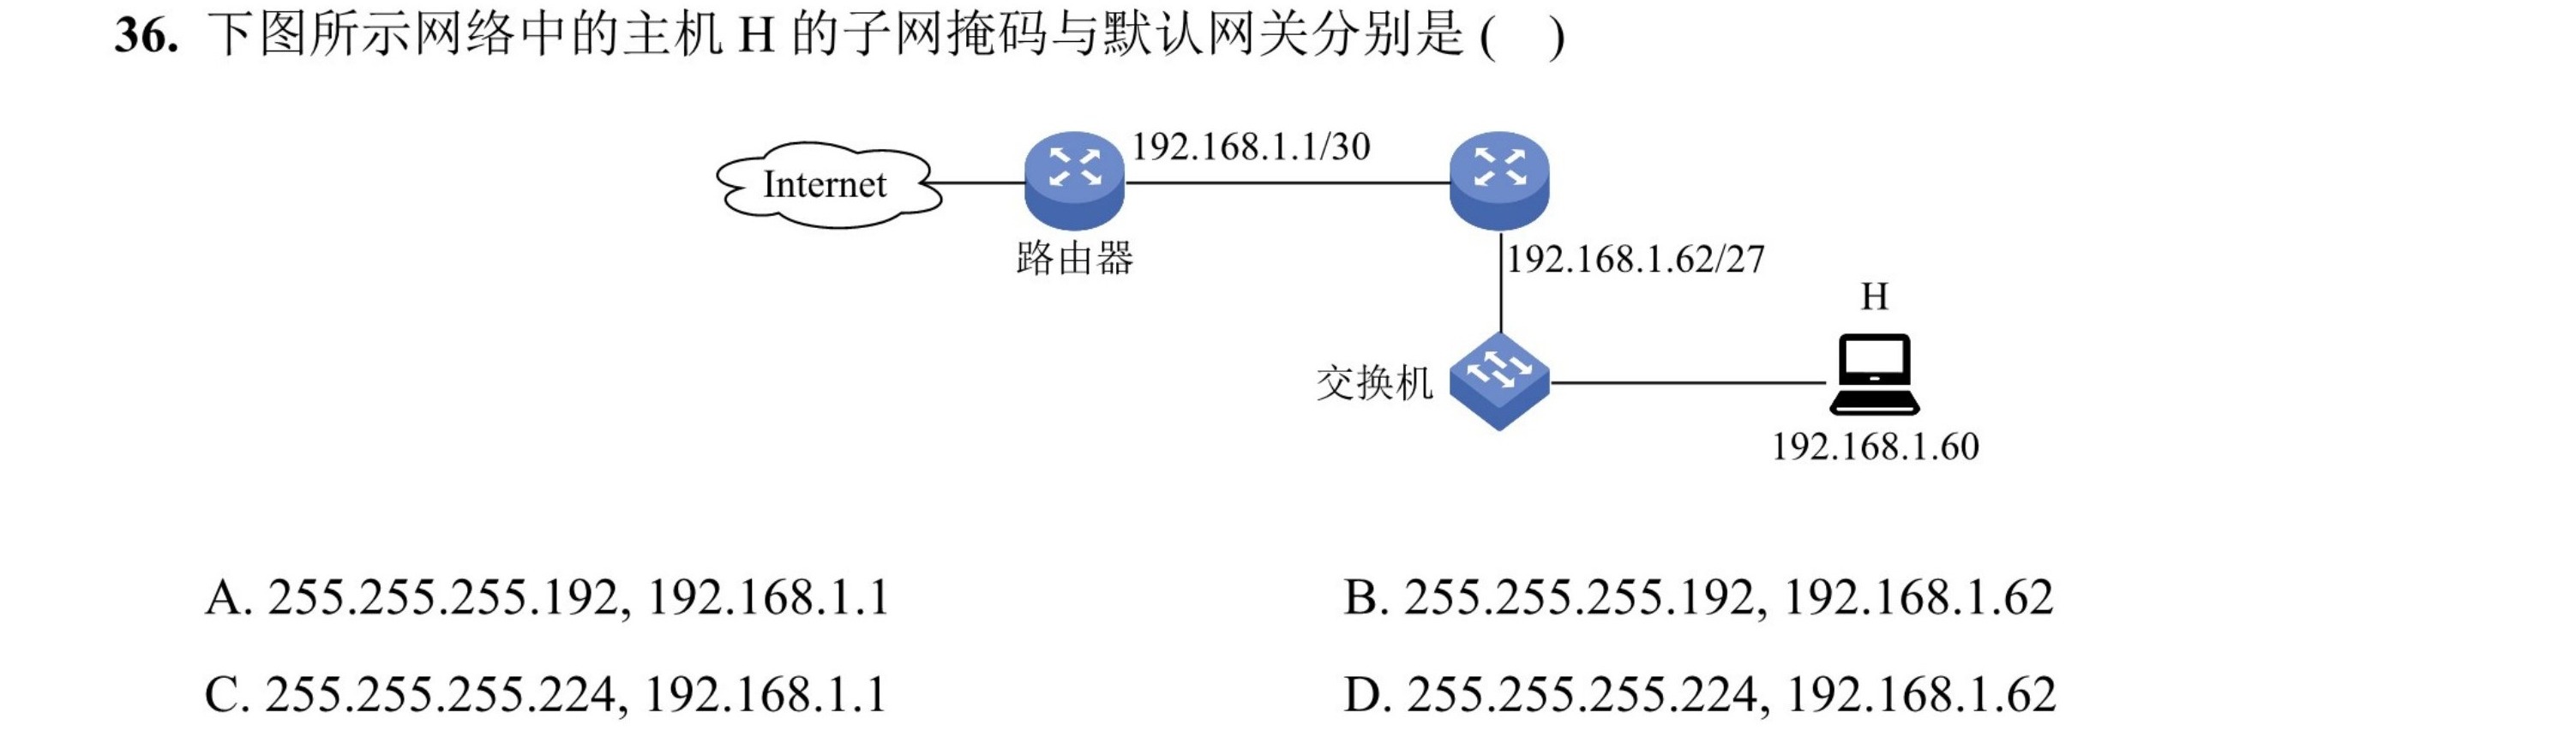 36. 下图所示网络中的主机 H 的子网掩码与默认网关分别是 ( )
192.168.1.1/30
Internet
路由器
192.168.1.62/27
H
交换机
192.168.1.60
A. 255.255.255.192, 192.168.1.1
B. 255.255.255.192, 192.168.1.62
C. 255.255.255.224, 192.168.1.1
D. 255.255.255.224, 192.168.1.62